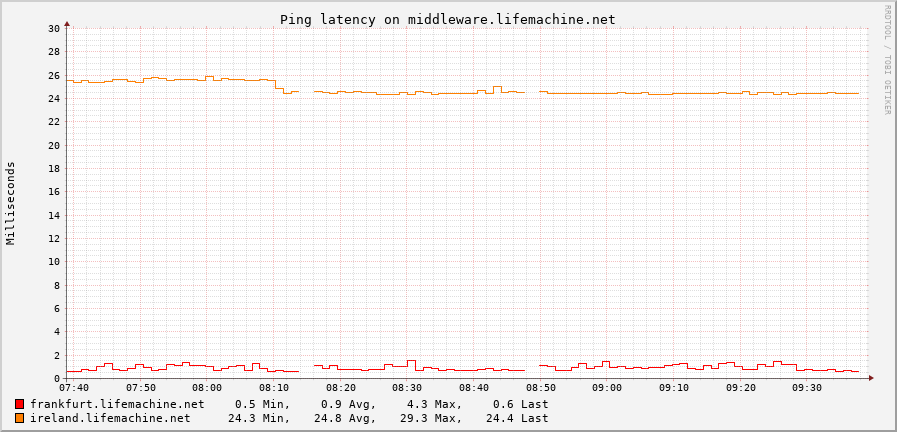 Ping latency on middleware.lifemachine.net
RRDTOOL / TOBI OETIKER
Milliseconds
30
28
26
24
22
20
18
16
14
12
10
8
6
4
2
0
07:40 07:50 08:00 08:10 08:20 08:30 08:40 08:50 09:00 09:10 09:20 09:30
frankfurt.lifemachine.net 0.5 Min, 0.9 Avg, 4.3 Max, 0.6 Last
ireland.lifemachine.net 24.3 Min, 24.8 Avg, 29.3 Max, 24.4 Last